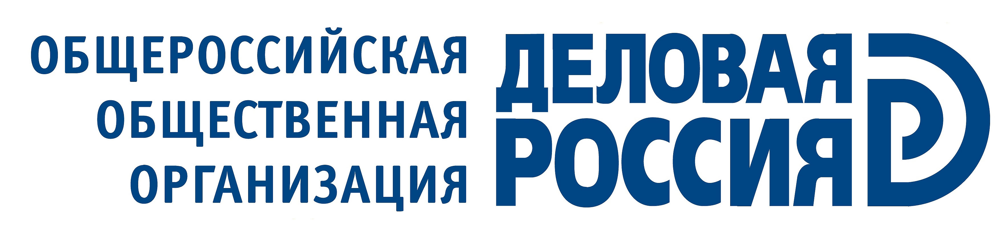 ОБЩЕРОССИЙСКАЯ
ОБЩЕСТВЕННАЯ
ОРГАНИЗАЦИЯ
ДЕЛОВАЯ
РОССИЯ